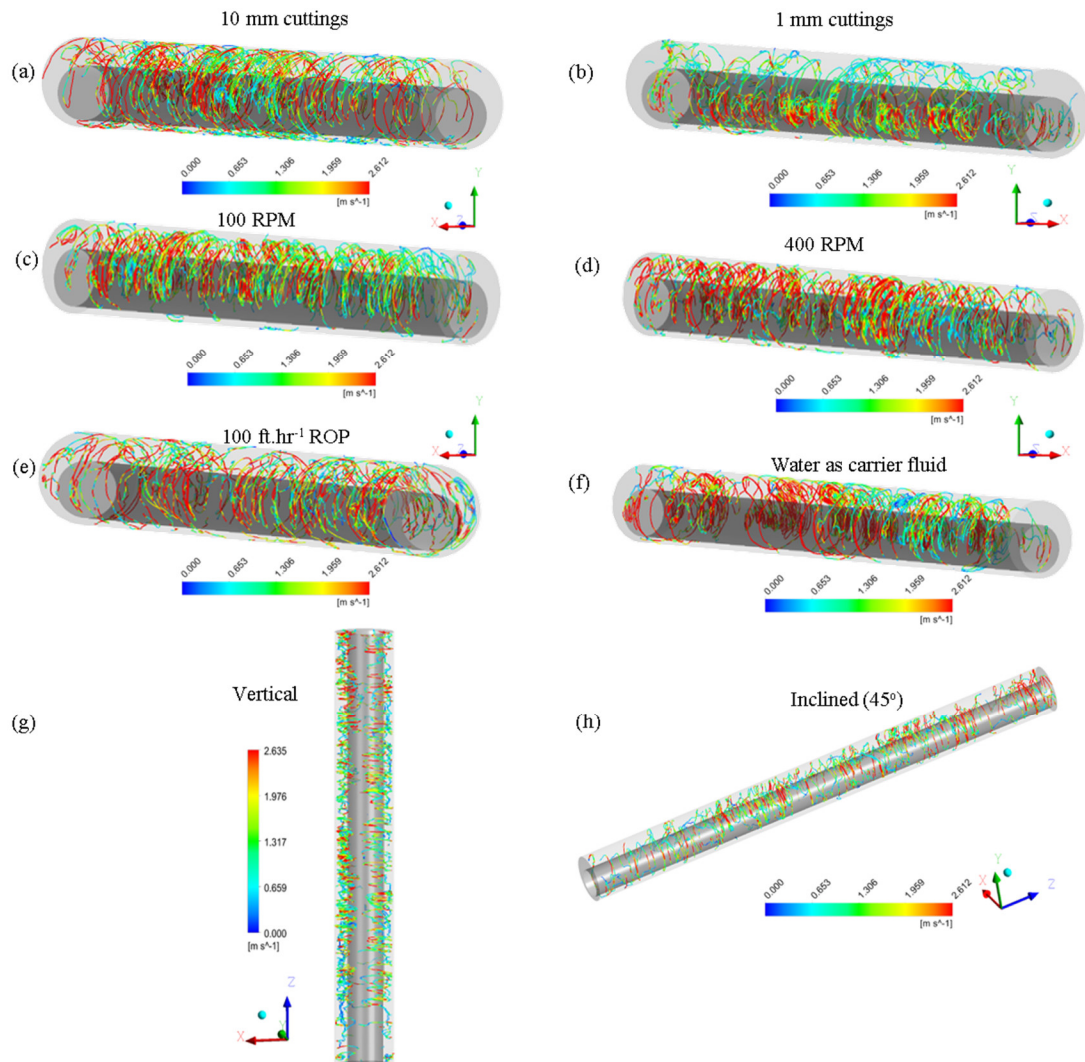 10 mm cuttings
1 mm cuttings
(a)
(b)
0.000 0.653 1.306 1.959 2.612
[m s^-1]
X Z Y
0.000 0.653 1.306 1.959 2.612
[m s^-1]
Y Z X
100 RPM
400 RPM
(c)
(d)
0.000 0.653 1.306 1.959 2.612
[m s^-1]
Y
X Z
0.000 0.653 1.306 1.959 2.612
[m s^-1]
Y
Z X
100 ft.hr-1 ROP
Water as carrier fluid
(e)
(f)
0.000 0.653 1.306 1.959 2.612
[m s^-1]
0.000 0.653 1.306 1.959 2.612
[m s^-1]
Vertical
Inclined (45o)
(g)
(h)
2.635
1.976
1.317
0.659
0.000
[m s^-1]
Z
X Y
0.000 0.653 1.306 1.959 2.612
[m s^-1]
Y
X Z